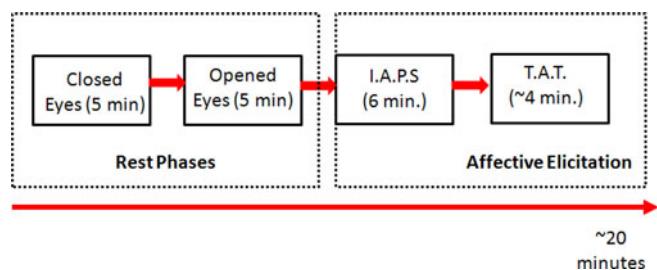 Closed
Eyes (5 min)
Opened
Eyes (5 min)
I.A.P.S
(6 min.)
T.A.T.
(~4 min.)
Rest Phases
Affective Elicitation
~20
minutes